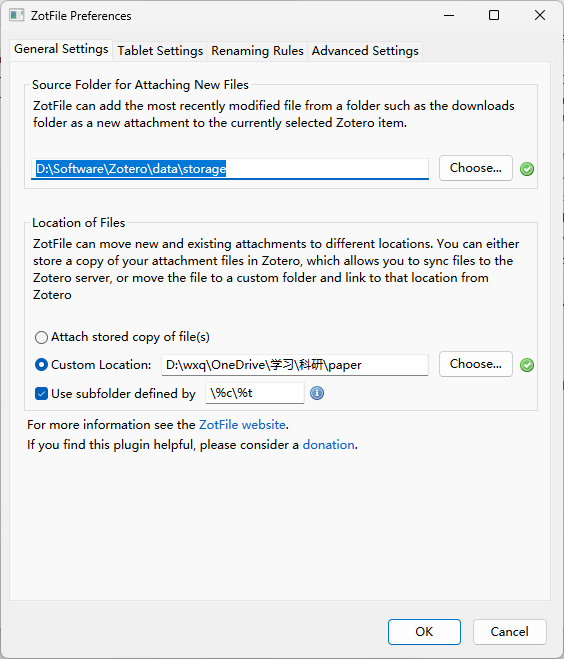 ZotFile Preferences
General Settings Tablet Settings Renaming Rules Advanced Settings
Source Folder for Attaching New Files
ZotFile can add the most recently modified file from a folder such as the downloads
folder as a new attachment to the currently selected Zotero item.
D:\Software\Zotero\data\storage Choose...
Location of Files
ZotFile can move new and existing attachments to different locations. You can either
store a copy of your attachment files in Zotero, which allows you to sync files to the
Zotero server, or move the file to a custom folder and link to that location from
Zotero
Attach stored copy of file(s)
Custom Location: D:\wxq\OneDrive\学习\科研\paper Choose...
Use subfolder defined by \%c\%t
For more information see the ZotFile website.
If you find this plugin helpful, please consider a donation.
OK Cancel